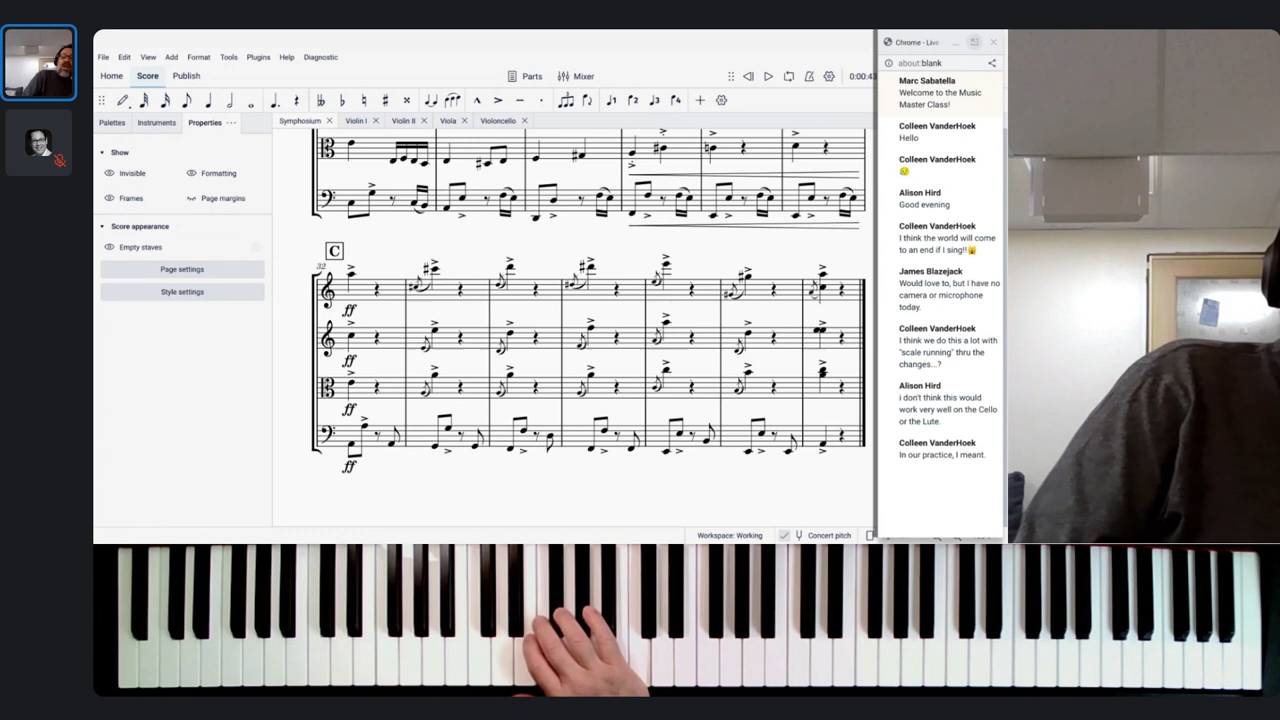 File Edit View Add Format Tools Plugins Help Diagnostic
Home Score Publish
Parts Mixer
Palettes Instruments Properties
Symphosium Violin I Violin II Viola Violoncello
Show
Invisible Formatting
Frames Page margins
Score appearance
Empty staves
Page settings
Style settings
C
32
ff
ff
ff
ff
Workspace: Working Concert pitch
Chrome - Live
about:blank
Marc Sabatella
Welcome to the Music
Master Class!
Colleen VanderHoek
Hello
Colleen VanderHoek
Alison Hird
Good evening
Colleen VanderHoek
I think the world will come
to an end if I sing!!
James Blazejack
Would love to, but I have no
camera or microphone
today.
Colleen VanderHoek
I think we do this a lot with
"scale running" thru the
changes...?
Alison Hird
i don't think this would
work very well on the Cello
or the Lute.
Colleen VanderHoek
In our practice, I meant.